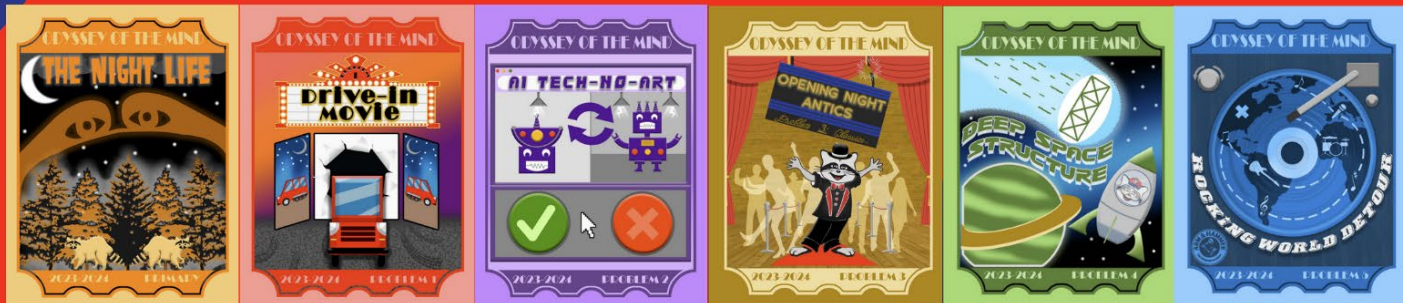 ODYSSEY OF THE MIND
THE NIGHT LIFE
2023-2024 PRIMARY
ODYSSEY OF THE MIND
DRIVE-IN
MOVIE
2023-2024 PROBLEM 1
ODYSSEY OF THE MIND
AI TECH-NO-ART
2023-2024 PROBLEM 2
ODYSSEY OF THE MIND
OPENING NIGHT
ANTICS
2023-2024 PROBLEM 3
ODYSSEY OF THE MIND
DEEP SPACE
STRUCTURE
2023-2024 PROBLEM 4
ODYSSEY OF THE MIND
ROCKING WORLD DETOUR
2023-2024 PROBLEM 5